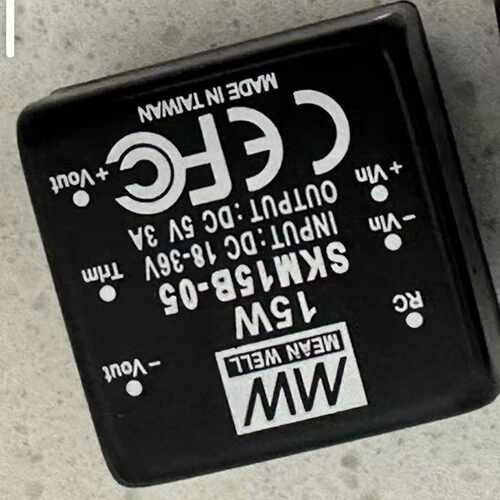 MW
MEAN WELL
15W
SKM15B-05
INPUT: DC 18-36V
OUTPUT: DC 5V 3A
CE FC
MADE IN TAIWAN
RC
-Vin
+Vin
-Vout
Trim
+Vout